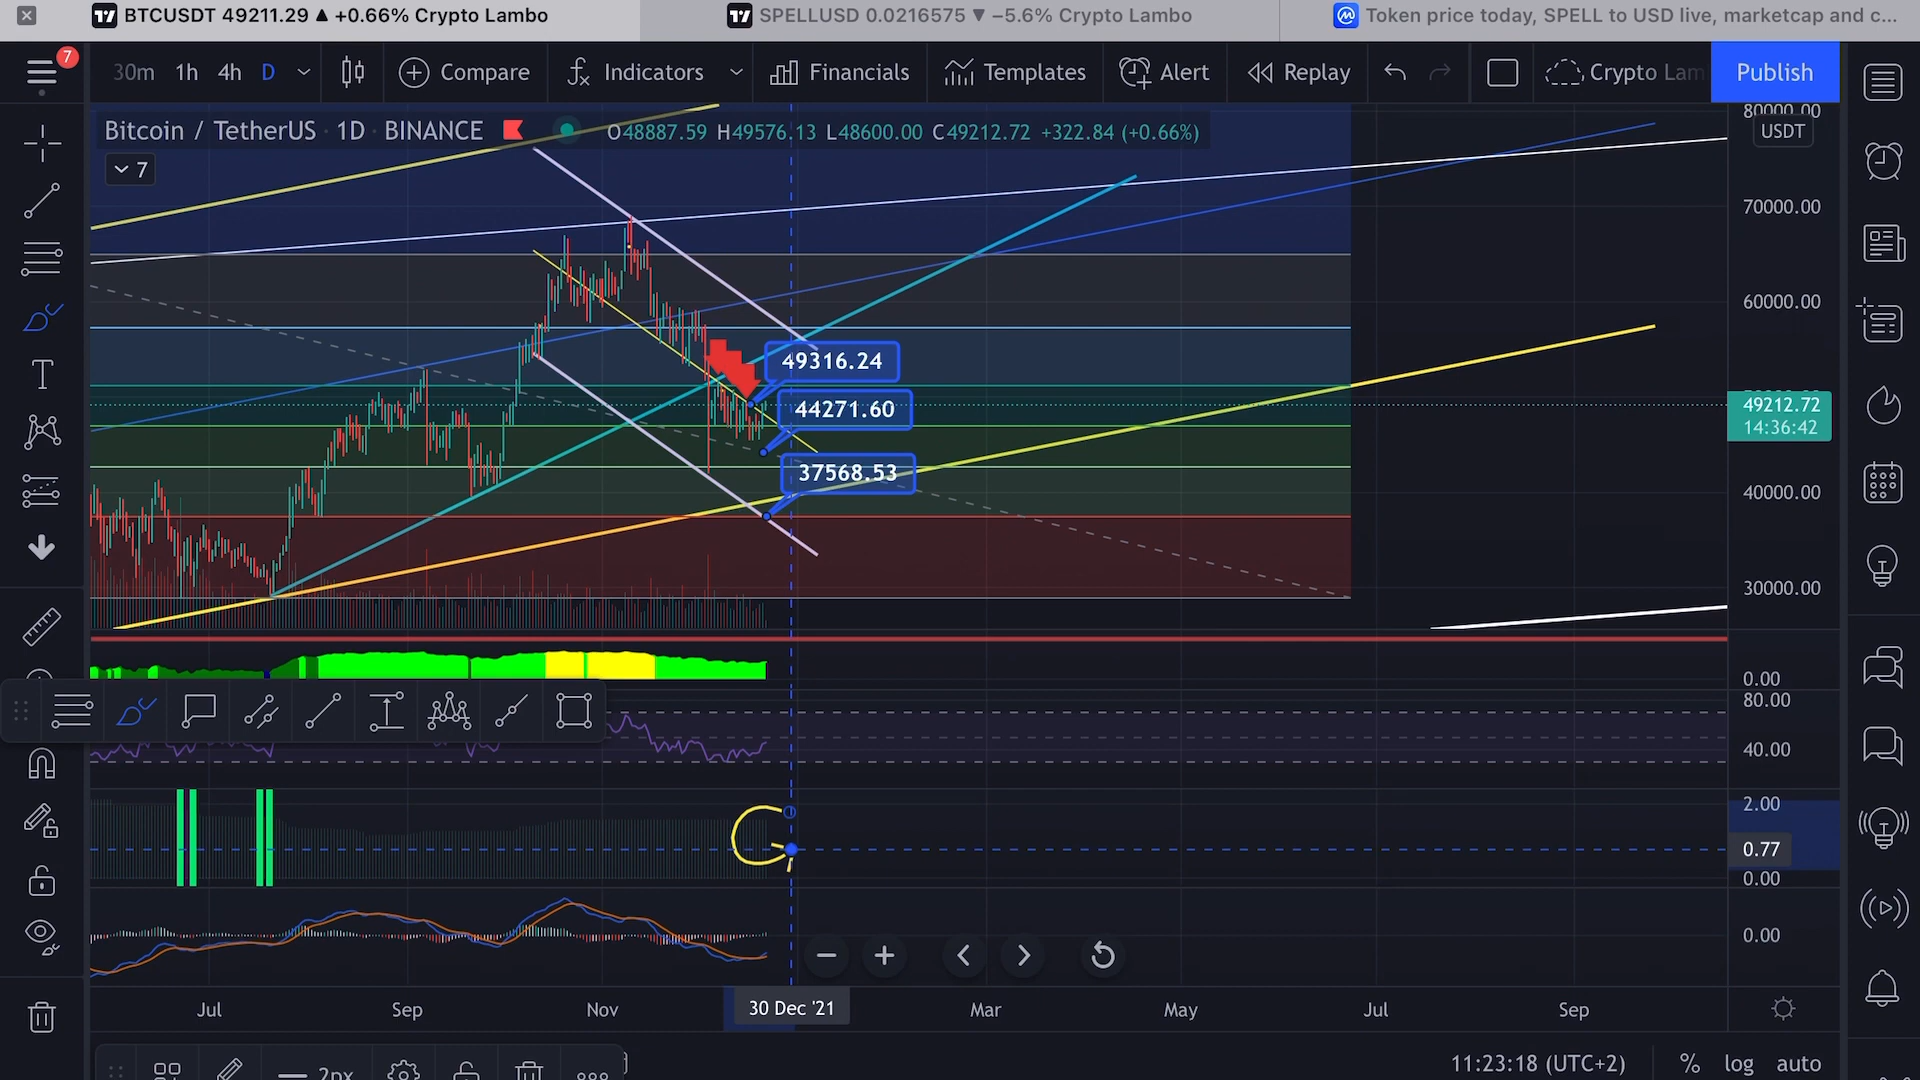 BTCUSDT 49211.29 ▲ +0.66% Crypto Lambo
SPELLUSD 0.0216575 ▼ −5.6% Crypto Lambo
Token price today, SPELL to USD live, marketcap and c...
7
30m 1h 4h D
Compare
Indicators
Financials
Templates
Alert
Replay
Crypto Lam
Publish
Bitcoin / TetherUS · 1D · BINANCE
O48887.59 H49576.13 L48600.00 C49212.72 +322.84 (+0.66%)
7
80000.00
USDT
70000.00
60000.00
49316.24
44271.60
37568.53
49212.72
14:36:42
40000.00
30000.00
0.00
80.00
40.00
2.00
0.77
0.00
0.00
Jul
Sep
Nov
30 Dec '21
Mar
May
Jul
Sep
2px
11:23:18 (UTC+2)
%
log
auto